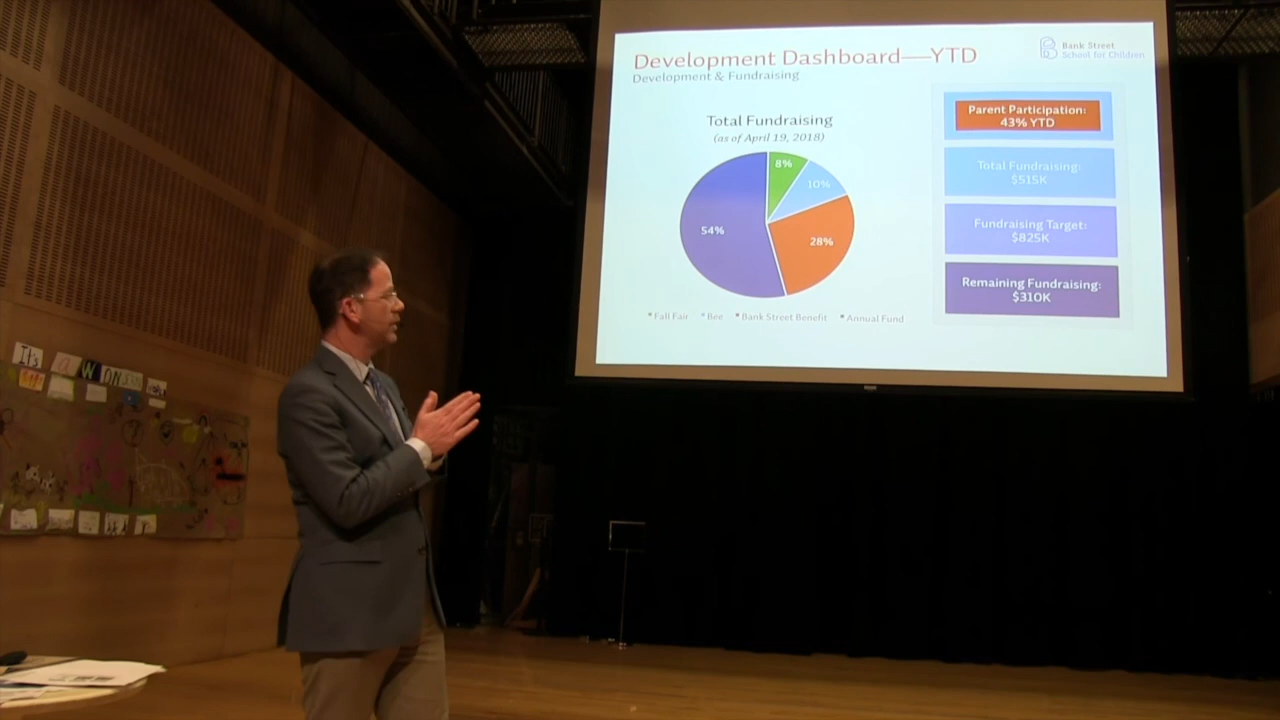 Development Dashboard—YTD
Development & Fundraising
Bank Street
School for Children
Total Fundraising
(as of April 19, 2018)
8%
10%
54%
28%
Fall Fair Bee Bank Street Benefit Annual Fund
Parent Participation:
43% YTD
Total Fundraising:
$515K
Fundraising Target:
$825K
Remaining Fundraising:
$310K
It's a WON